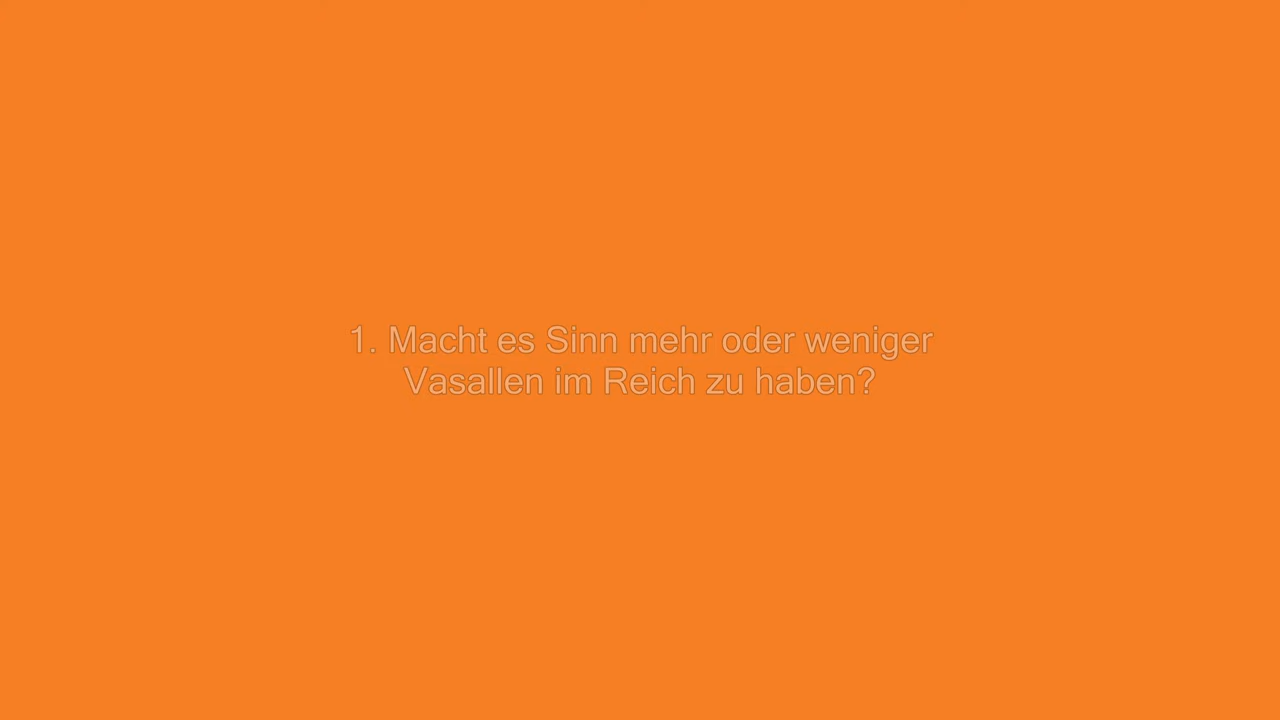 1. Macht es Sinn mehr oder weniger
Vasallen im Reich zu haben?